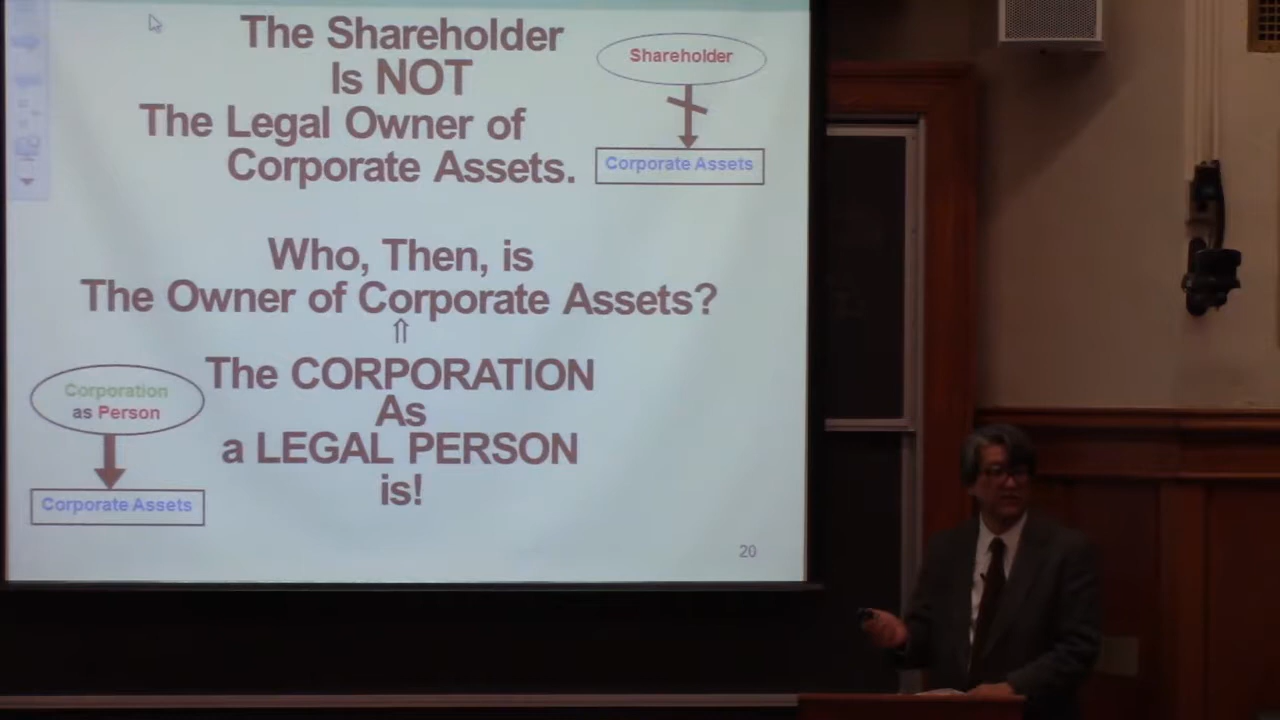 The Shareholder
Is NOT
The Legal Owner of
Corporate Assets.
Shareholder
Corporate Assets
Who, Then, is
The Owner of Corporate Assets?
⇑
The CORPORATION
As
a LEGAL PERSON
is!
Corporation
as Person
Corporate Assets
20